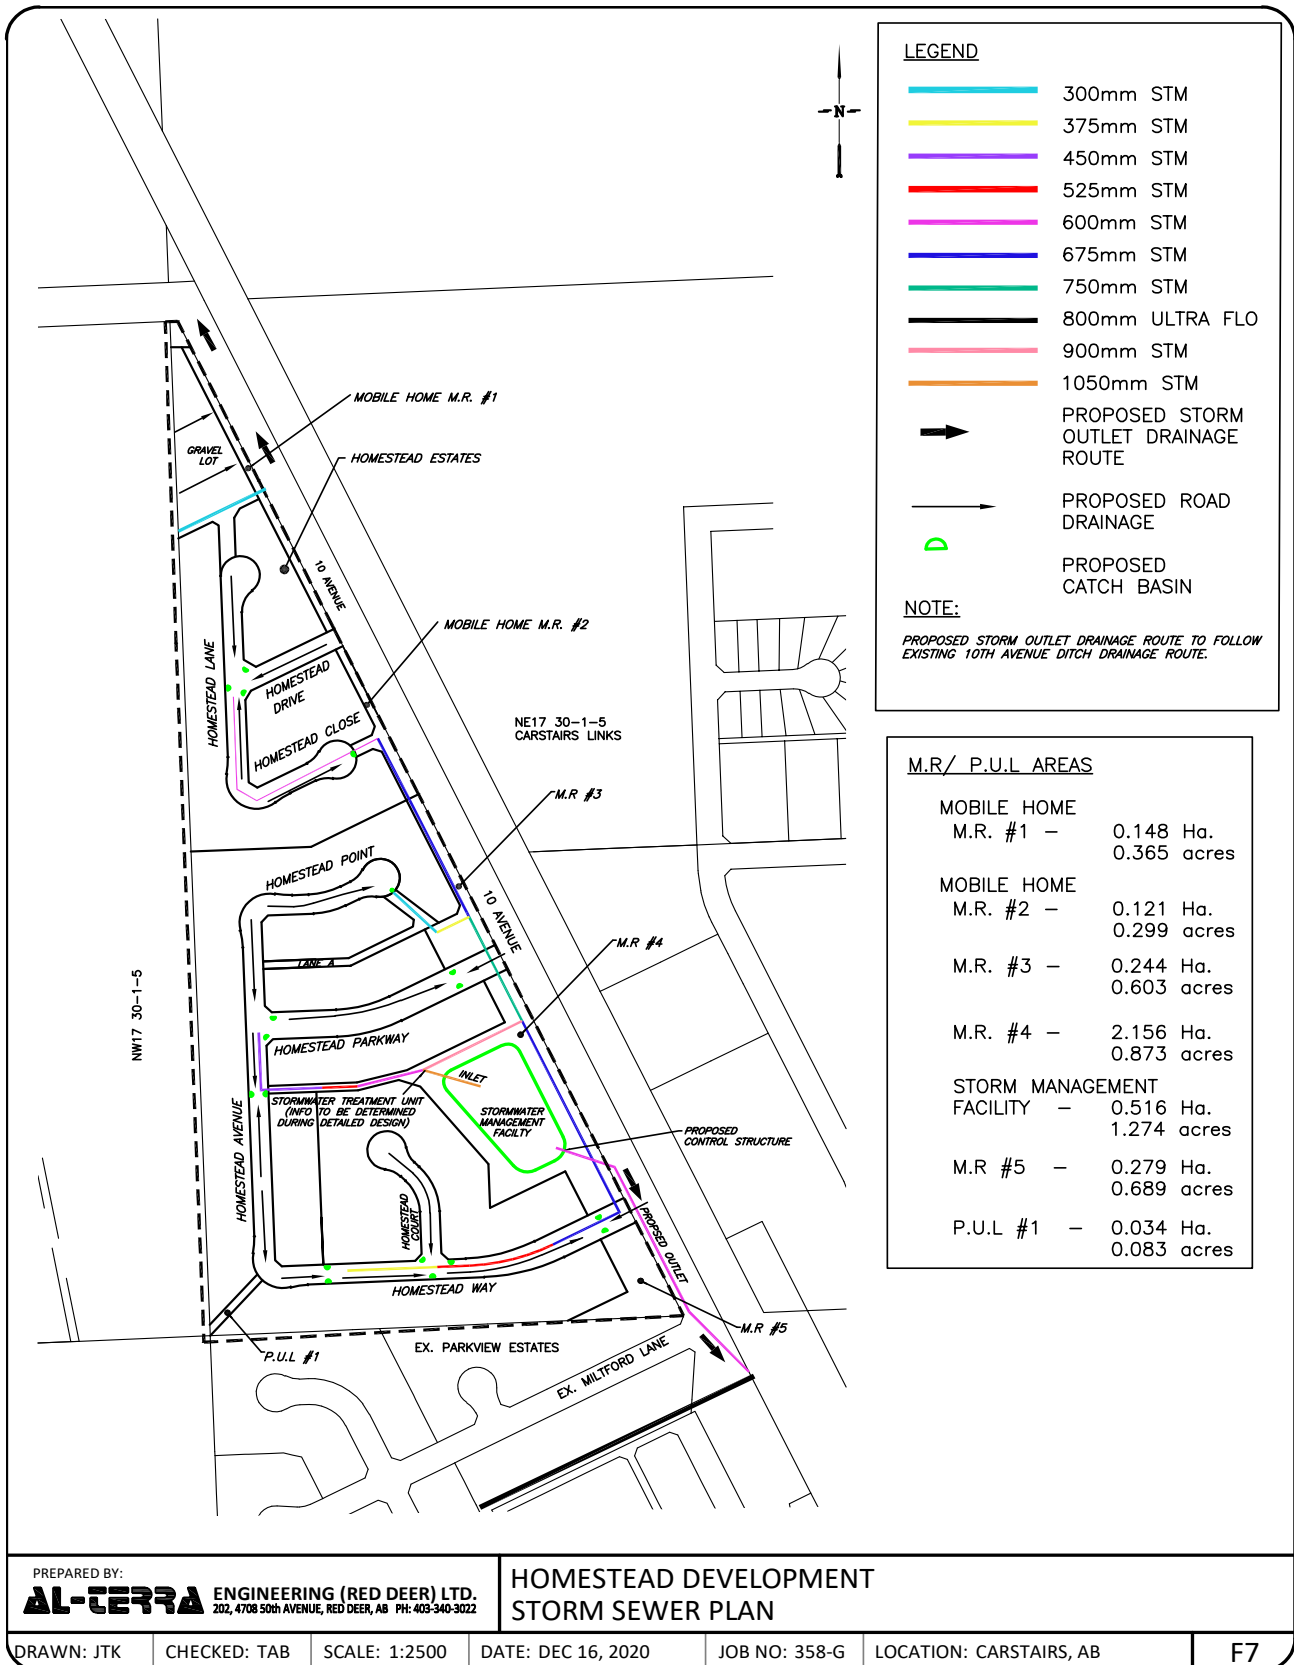 LEGEND
300mm STM
375mm STM
450mm STM
525mm STM
600mm STM
675mm STM
750mm STM
800mm ULTRA FLO
900mm STM
1050mm STM
PROPOSED STORM
OUTLET DRAINAGE
ROUTE
PROPOSED ROAD
DRAINAGE
PROPOSED
CATCH BASIN
NOTE:
PROPOSED STORM OUTLET DRAINAGE ROUTE TO FOLLOW
EXISTING 10TH AVENUE DITCH DRAINAGE ROUTE.
N
MOBILE HOME M.R. #1
GRAVEL
LOT
HOMESTEAD ESTATES
10 AVENUE
MOBILE HOME M.R. #2
HOMESTEAD LANE
HOMESTEAD
DRIVE
HOMESTEAD CLOSE
NE17 30-1-5
CARSTAIRS LINKS
M.R #3
HOMESTEAD POINT
10 AVENUE
M.R #4
LANE A
NW17 30-1-5
HOMESTEAD PARKWAY
INLET
STORMWATER TREATMENT UNIT
(INFO TO BE DETERMINED
DURING DETAILED DESIGN)
STORMWATER
MANAGEMENT
FACILTY
PROPOSED
CONTROL STRUCTURE
HOMESTEAD AVENUE
HOMESTEAD
COURT
PROPSED OUTLET
HOMESTEAD WAY
M.R #5
P.U.L #1
EX. PARKVIEW ESTATES
EX. MILTFORD LANE
M.R/ P.U.L AREAS
MOBILE HOME
M.R. #1 - 0.148 Ha.
0.365 acres
MOBILE HOME
M.R. #2 - 0.121 Ha.
0.299 acres
M.R. #3 - 0.244 Ha.
0.603 acres
M.R. #4 - 2.156 Ha.
0.873 acres
STORM MANAGEMENT
FACILITY - 0.516 Ha.
1.274 acres
M.R #5 - 0.279 Ha.
0.689 acres
P.U.L #1 - 0.034 Ha.
0.083 acres
PREPARED BY:
AL-TERRA ENGINEERING (RED DEER) LTD.
202, 4708 50th AVENUE, RED DEER, AB PH: 403-340-3022
HOMESTEAD DEVELOPMENT
STORM SEWER PLAN
DRAWN: JTK CHECKED: TAB SCALE: 1:2500 DATE: DEC 16, 2020 JOB NO: 358-G LOCATION: CARSTAIRS, AB F7